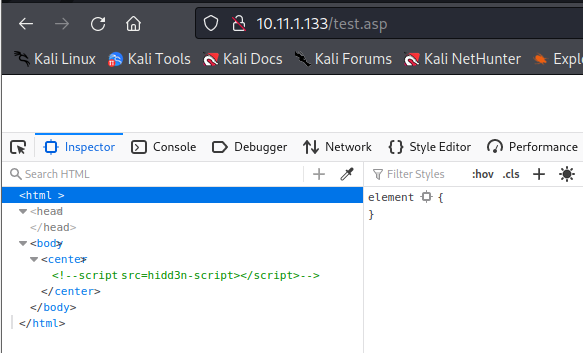 10.11.1.133/test.asp
Kali Linux Kali Tools Kali Docs Kali Forums Kali NetHunter Explo
Inspector Console Debugger Network Style Editor Performance
Search HTML + Filter Styles :hov .cls +
<html >
<head>
</head>
<body>
<center>
<!--script src=hidd3n-script></script>-->
</center>
</body>
</html>
element {
}